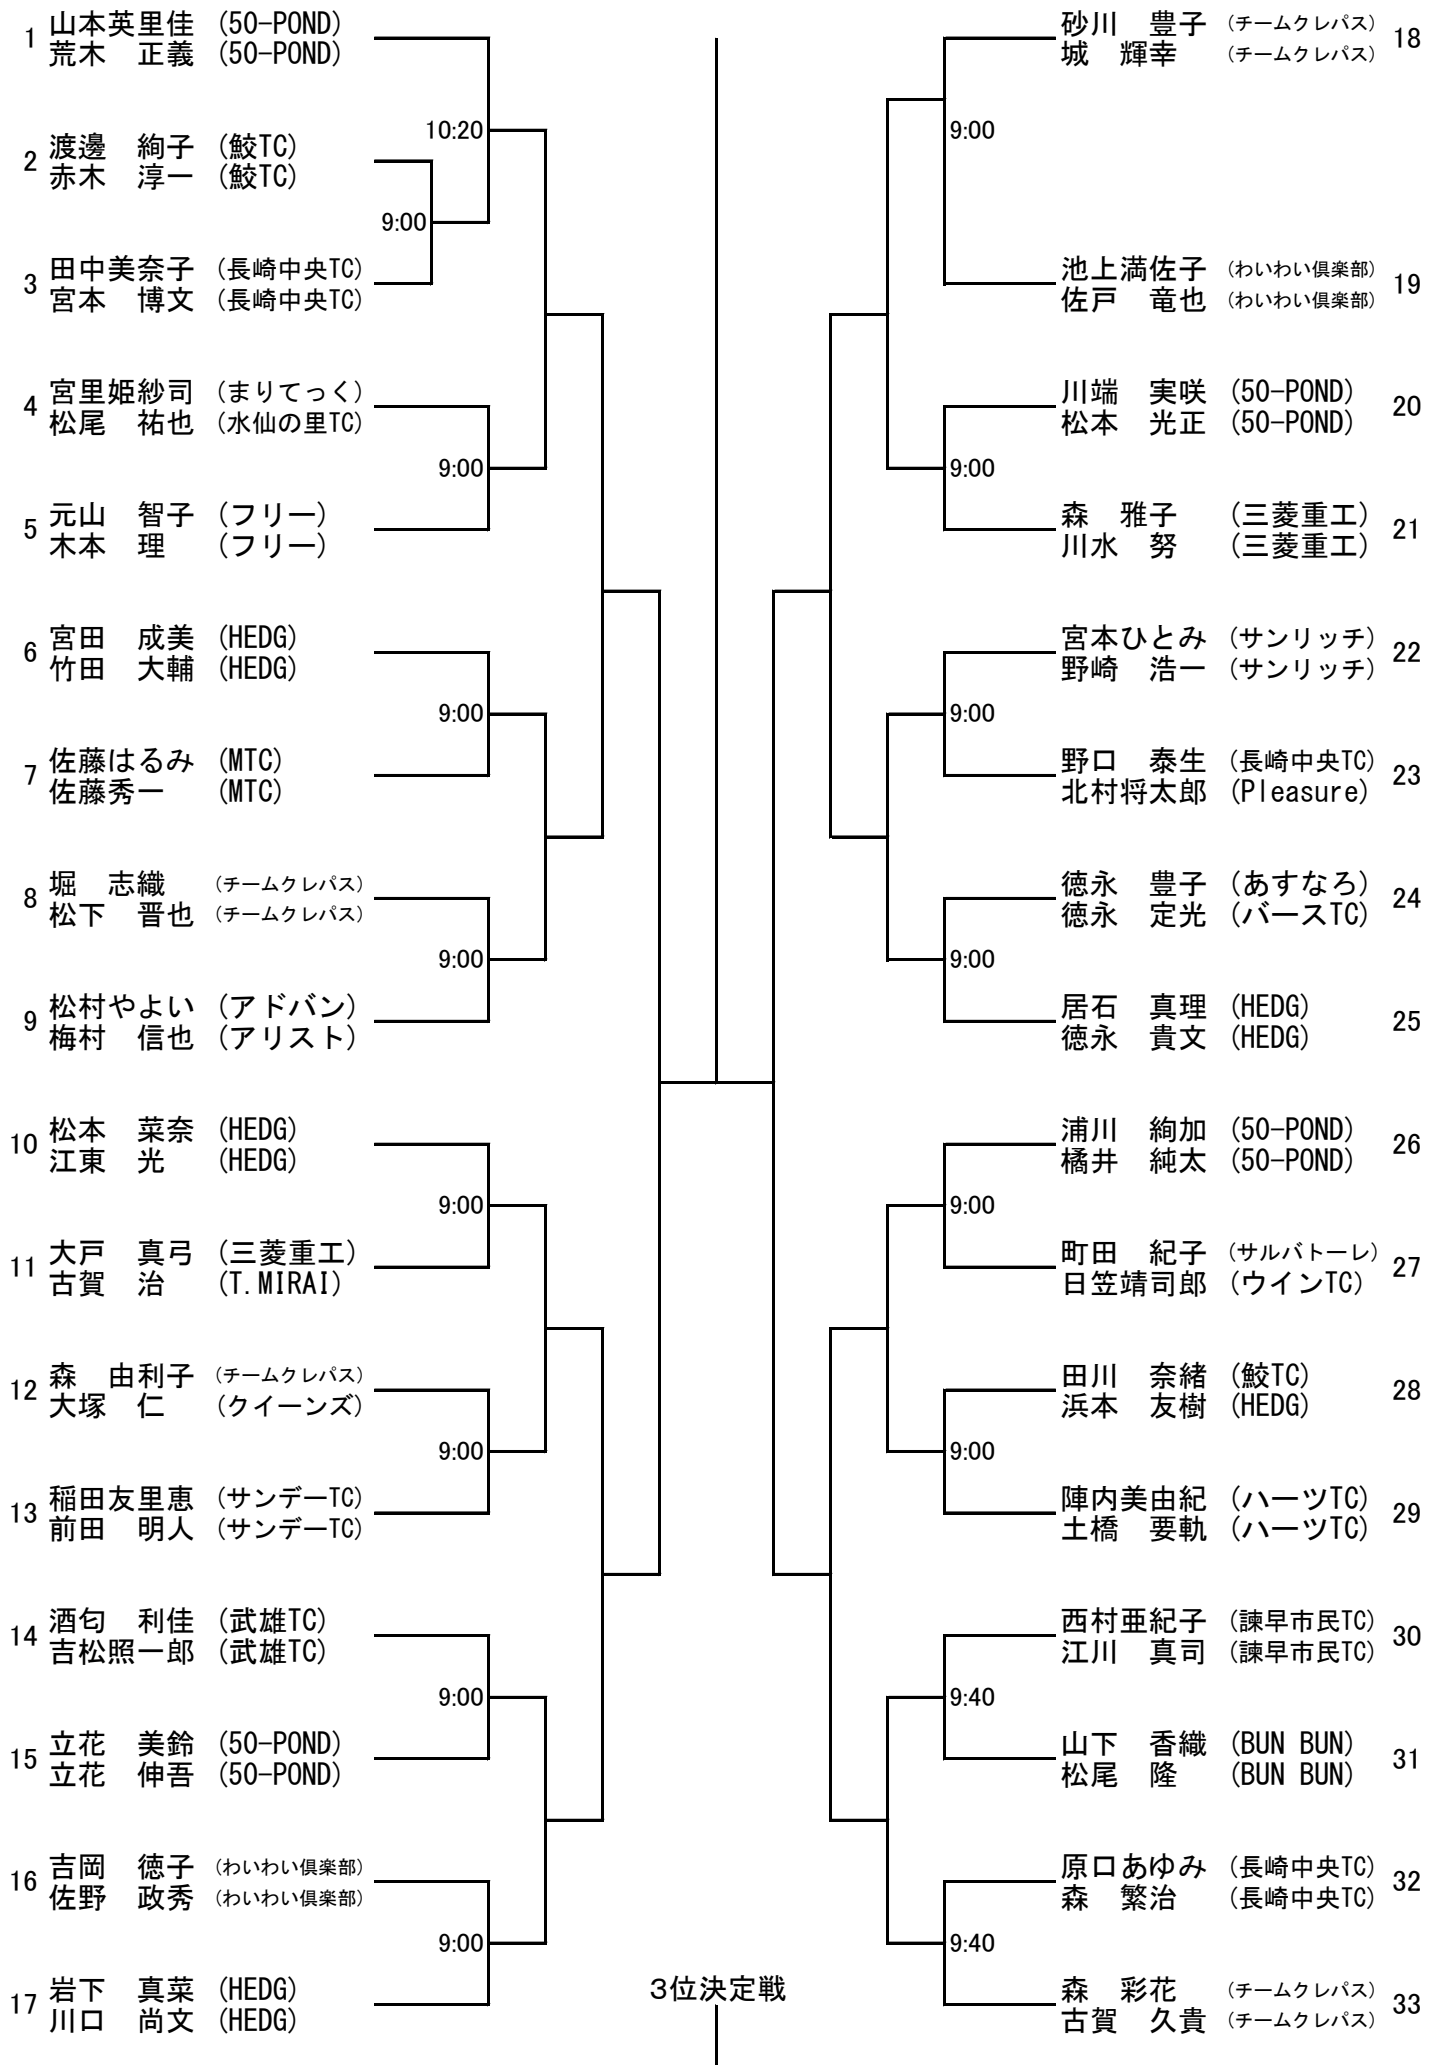 1 山本英里佳 (50-POND)
荒木　正義 (50-POND)
10:20
2 渡邉　絢子 (鮫TC)
赤木　淳一 (鮫TC)
9:00
3 田中美奈子 (長崎中央TC)
宮本　博文 (長崎中央TC)
4 宮里姫紗司 (まりてっく)
松尾　祐也 (水仙の里TC)
9:00
5 元山　智子 (フリー)
木本　理 (フリー)
6 宮田　成美 (HEDG)
竹田　大輔 (HEDG)
9:00
7 佐藤はるみ (MTC)
佐藤秀一 (MTC)
8 堀　志織 (チームクレパス)
松下　晋也 (チームクレパス)
9:00
9 松村やよい (アドバン)
梅村　信也 (アリスト)
10 松本　菜奈 (HEDG)
江東　光 (HEDG)
9:00
11 大戸　真弓 (三菱重工)
古賀　治 (T.MIRAI)
12 森　由利子 (チームクレパス)
大塚　仁 (クイーンズ)
9:00
13 稲田友里恵 (サンデーTC)
前田　明人 (サンデーTC)
14 酒匂　利佳 (武雄TC)
吉松照一郎 (武雄TC)
9:00
15 立花　美鈴 (50-POND)
立花　伸吾 (50-POND)
16 吉岡　徳子 (わいわい倶楽部)
佐野　政秀 (わいわい倶楽部)
9:00
17 岩下　真菜 (HEDG)
川口　尚文 (HEDG)
3位決定戦
砂川　豊子 (チームクレパス) 18
城　輝幸 (チームクレパス)
9:00
池上満佐子 (わいわい倶楽部) 19
佐戸　竜也 (わいわい倶楽部)
川端　実咲 (50-POND) 20
松本　光正 (50-POND)
9:00
森　雅子 (三菱重工) 21
川水　努 (三菱重工)
宮本ひとみ (サンリッチ) 22
野崎　浩一 (サンリッチ)
9:00
野口　泰生 (長崎中央TC) 23
北村将太郎 (Pleasure)
徳永　豊子 (あすなろ) 24
徳永　定光 (バースTC)
9:00
居石　真理 (HEDG) 25
徳永　貴文 (HEDG)
浦川　絢加 (50-POND) 26
橘井　純太 (50-POND)
9:00
町田　紀子 (サルバトーレ) 27
日笠靖司郎 (ウインTC)
田川　奈緒 (鮫TC) 28
浜本　友樹 (HEDG)
9:00
陣内美由紀 (ハーツTC) 29
土橋　要軌 (ハーツTC)
西村亜紀子 (諫早市民TC) 30
江川　真司 (諫早市民TC)
9:40
山下　香織 (BUN BUN) 31
松尾　隆 (BUN BUN)
原口あゆみ (長崎中央TC) 32
森　繁治 (長崎中央TC)
9:40
森　彩花 (チームクレパス) 33
古賀　久貴 (チームクレパス)